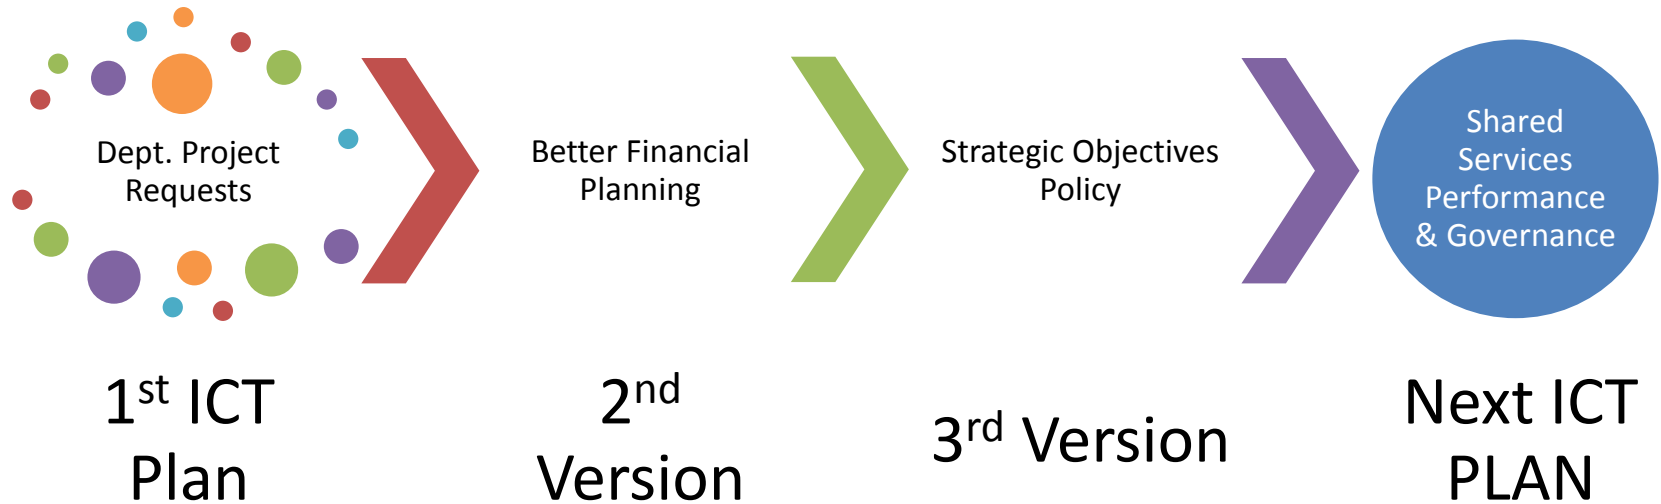 Dept. Project
Requests
Better Financial
Planning
Strategic Objectives
Policy
Shared
Services
Performance
& Governance
1st ICT
Plan
2nd
Version
3rd Version
Next ICT
PLAN